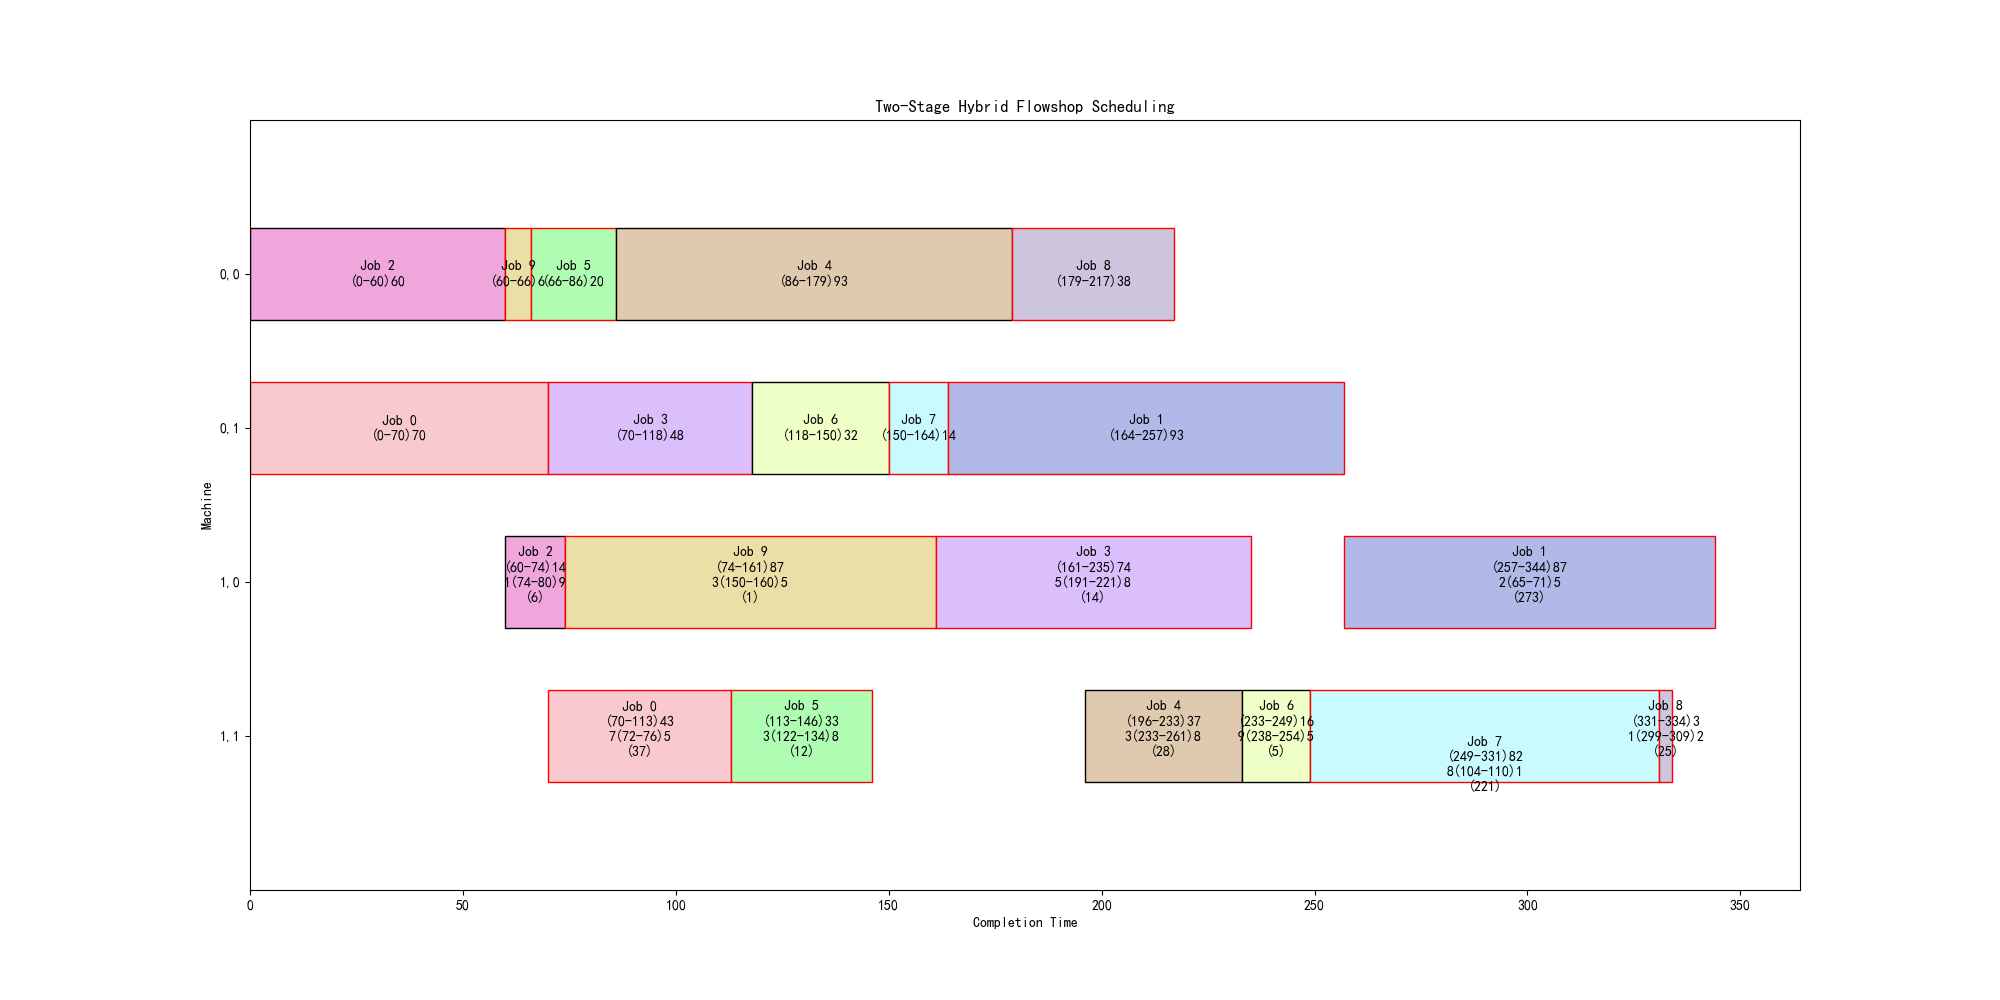 Two-Stage Hybrid Flowshop Scheduling
0,0
Job 2
(0-60)60
Job 9
(60-66)6
Job 5
(66-86)20
Job 4
(86-179)93
Job 8
(179-217)38
0,1
Job 0
(0-70)70
Job 3
(70-118)48
Job 6
(118-150)32
Job 7
(150-164)14
Job 1
(164-257)93
Machine
1,0
Job 2
(60-74)14
1(74-80)9
(6)
Job 9
(74-161)87
3(150-160)5
(1)
Job 3
(161-235)74
5(191-221)8
(14)
Job 1
(257-344)87
2(65-71)5
(273)
1,1
Job 0
(70-113)43
7(72-76)5
(37)
Job 5
(113-146)33
3(122-134)8
(12)
Job 4
(196-233)37
3(233-261)8
(28)
Job 6
(233-249)16
9(238-254)5
(5)
Job 7
(249-331)82
8(104-110)1
(221)
Job 8
(331-334)3
1(299-309)2
(25)
0
50
100
150
200
250
300
350
Completion Time